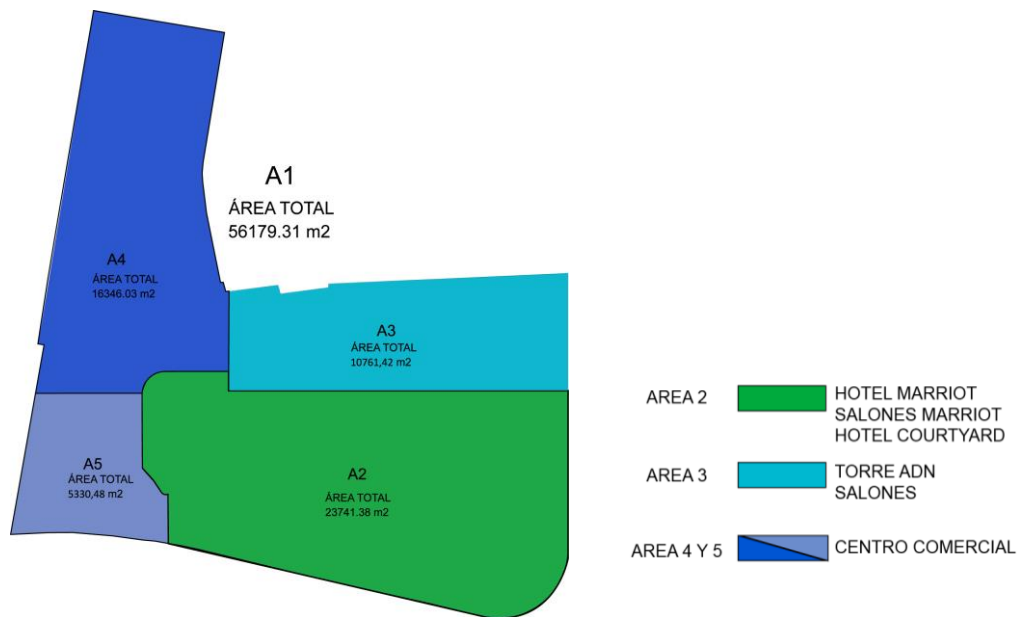 A1
ÁREA TOTAL
56179.31 m2
A4
ÁREA TOTAL
16346.03 m2
A3
ÁREA TOTAL
10761,42 m2
A5
ÁREA TOTAL
5330,48 m2
A2
ÁREA TOTAL
23741.38 m2
AREA 2
HOTEL MARRIOT
SALONES MARRIOT
HOTEL COURTYARD
AREA 3
TORRE ADN
SALONES
AREA 4 Y 5
CENTRO COMERCIAL